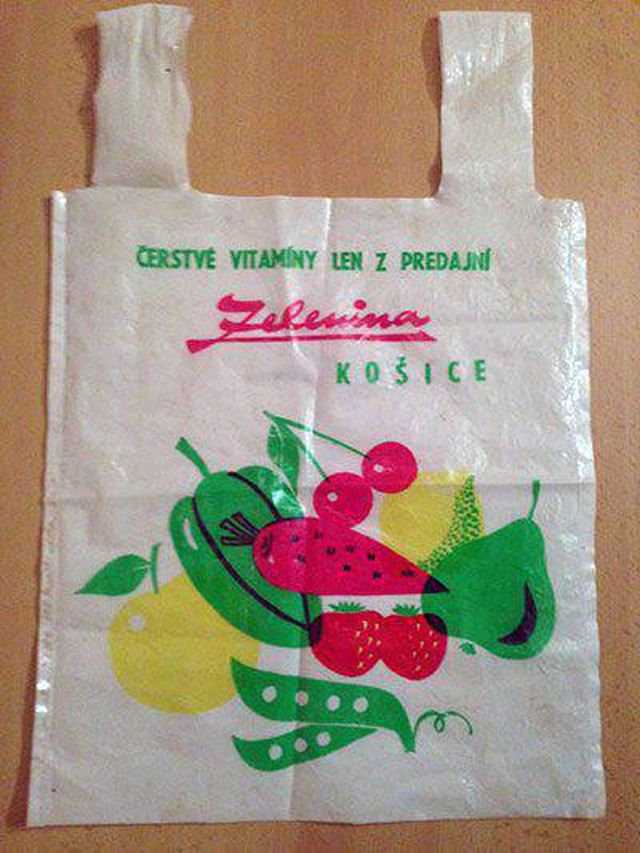 ČERSTVÉ VITAMÍNY LEN Z PREDAJNÍ
Zelenina
KOŠICE